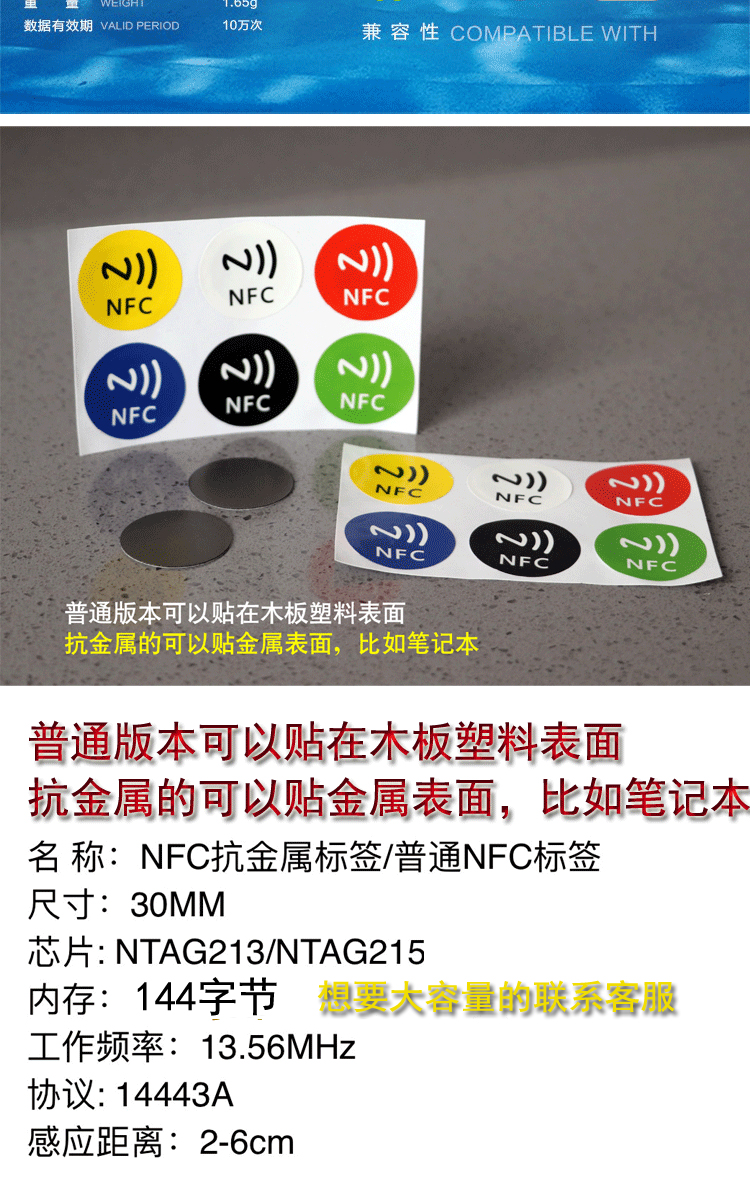 重 量 WEIGHT 1.65g
数据有效期 VALID PERIOD 10万次
兼容性 COMPATIBLE WITH
NFC NFC NFC
NFC NFC NFC
NFC NFC NFC
NFC NFC NFC
普通版本可以贴在木板塑料表面
抗金属的可以贴金属表面，比如笔记本
普通版本可以贴在木板塑料表面
抗金属的可以贴金属表面，比如笔记本
名 称：NFC抗金属标签/普通NFC标签
尺寸：30MM
芯片: NTAG213/NTAG215
内存：144字节 想要大容量的联系客服
工作频率：13.56MHz
协议: 14443A
感应距离：2-6cm